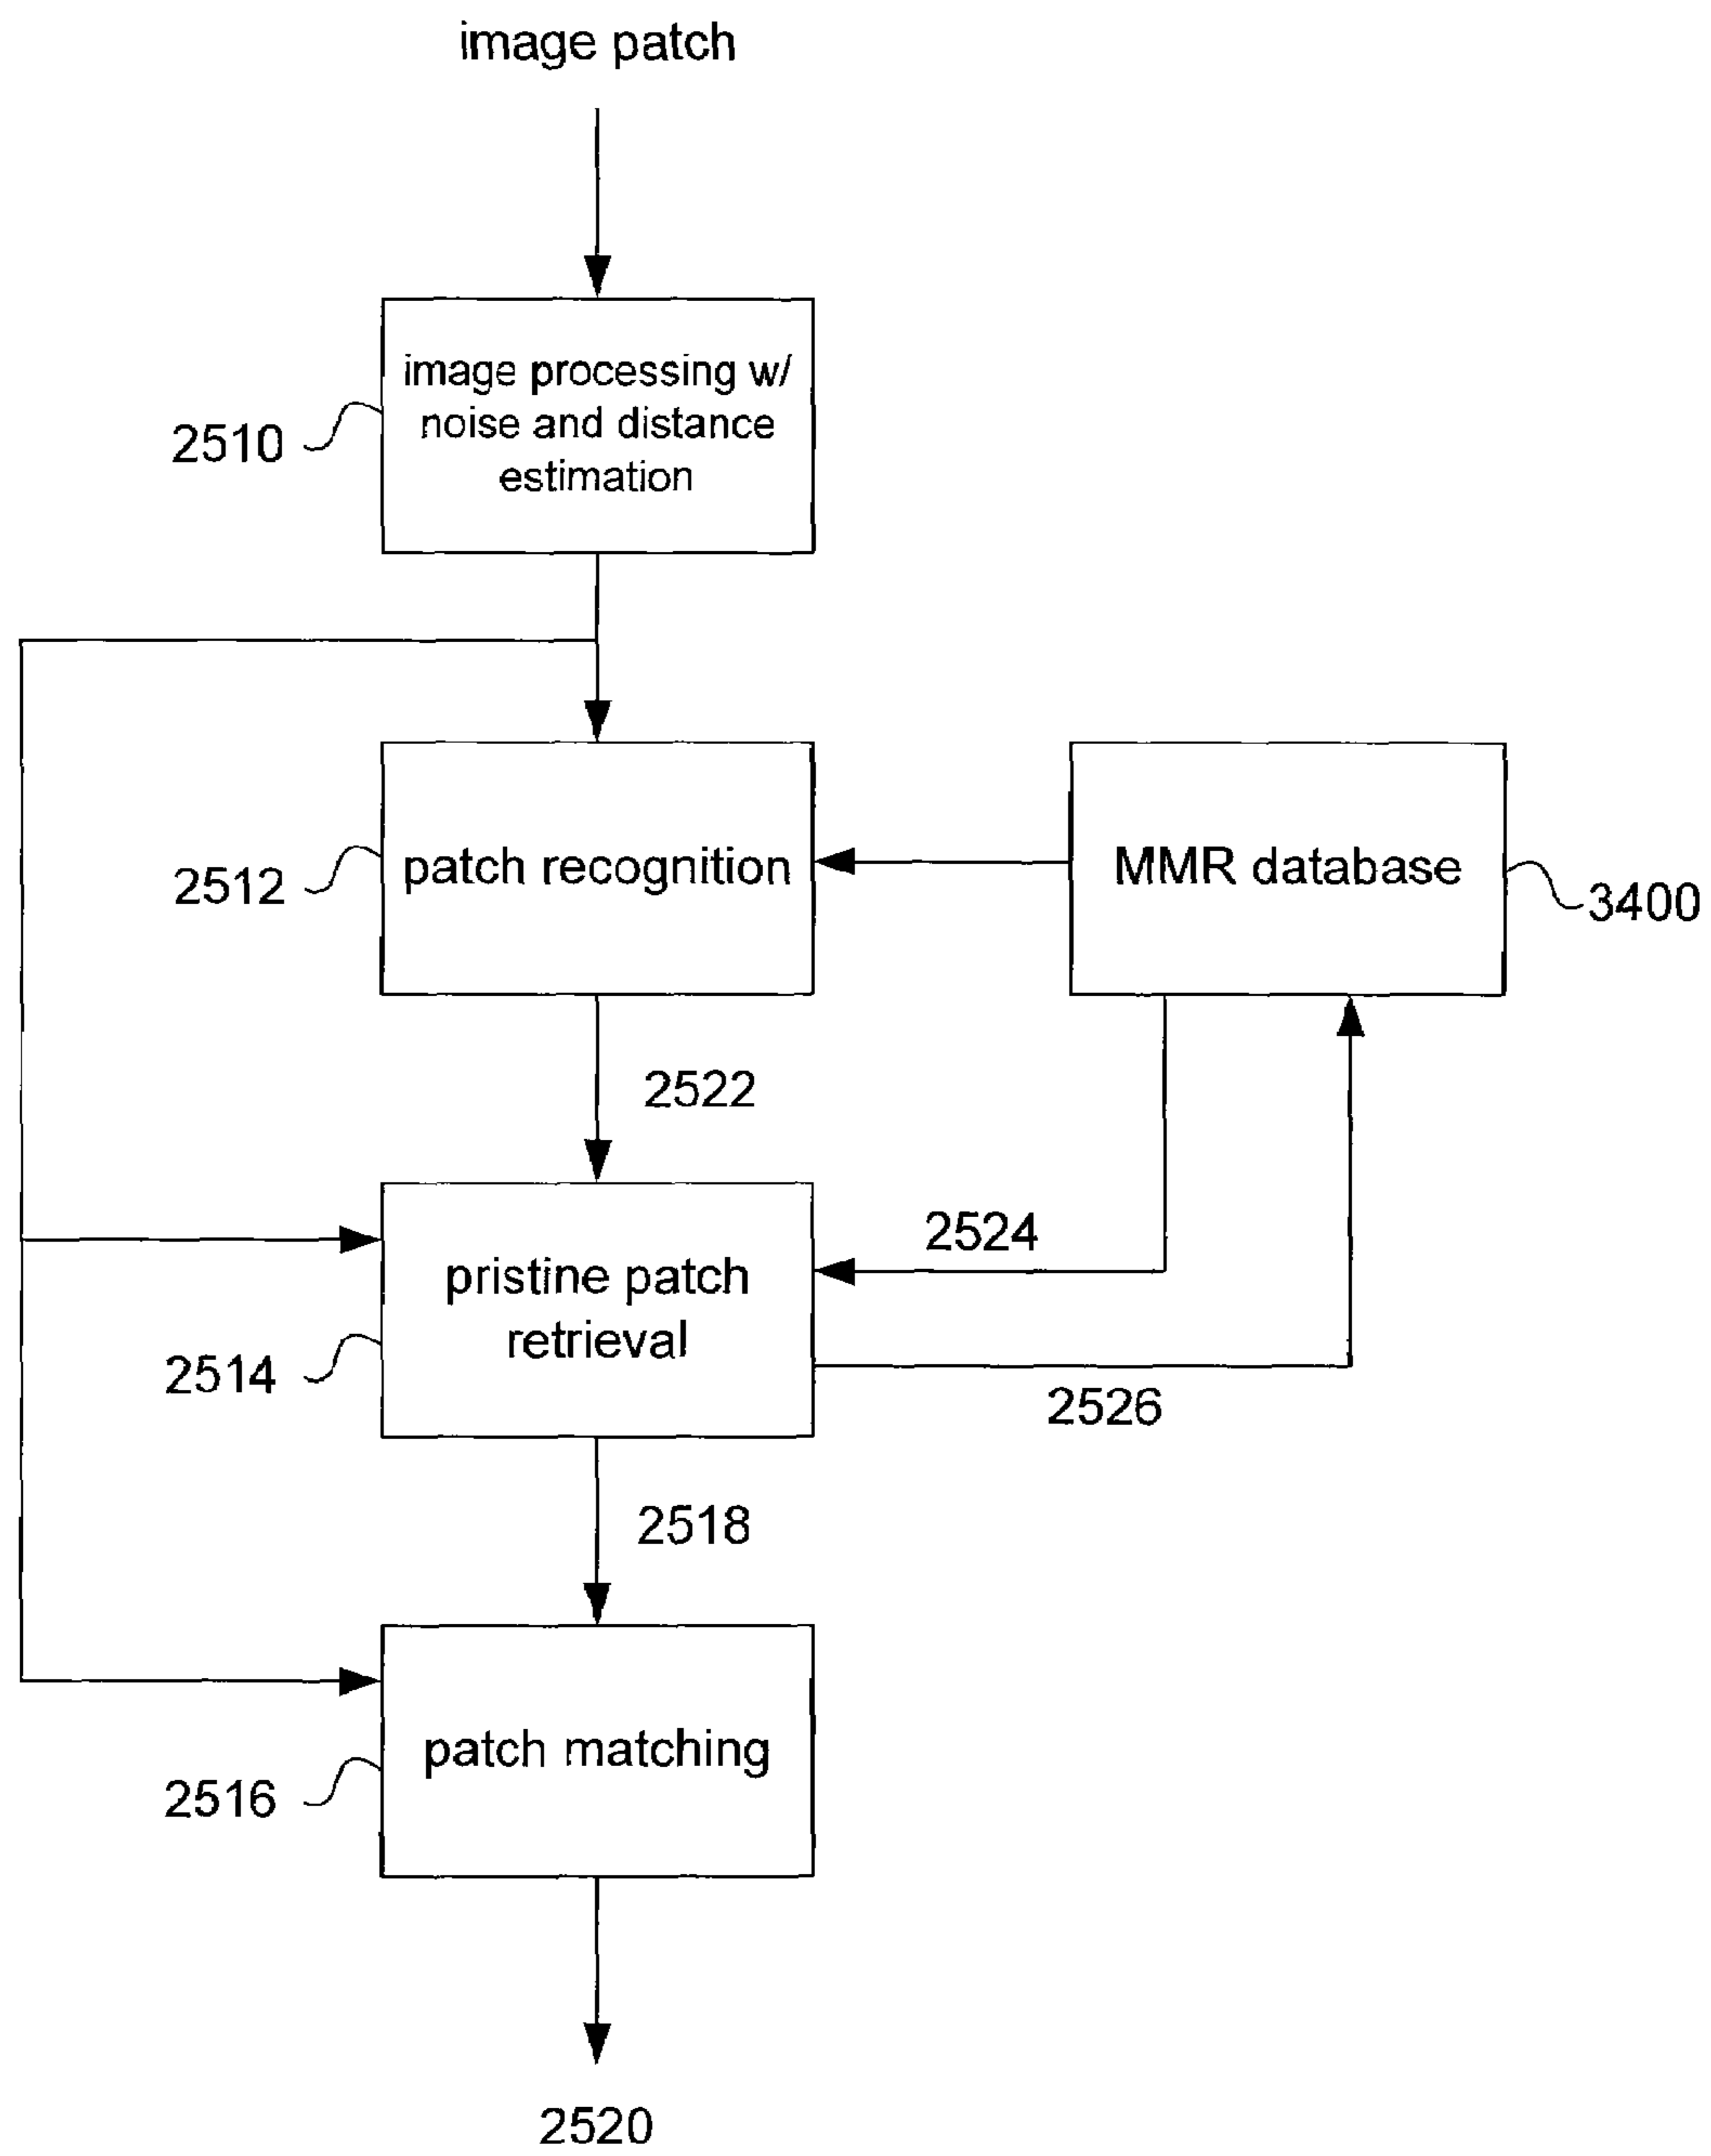 image patch
image processing w/
noise and distance
estimation
2510
patch recognition
2512
MMR database
3400
2522
pristine patch
retrieval
2514
2524
2526
2518
patch matching
2516
2520